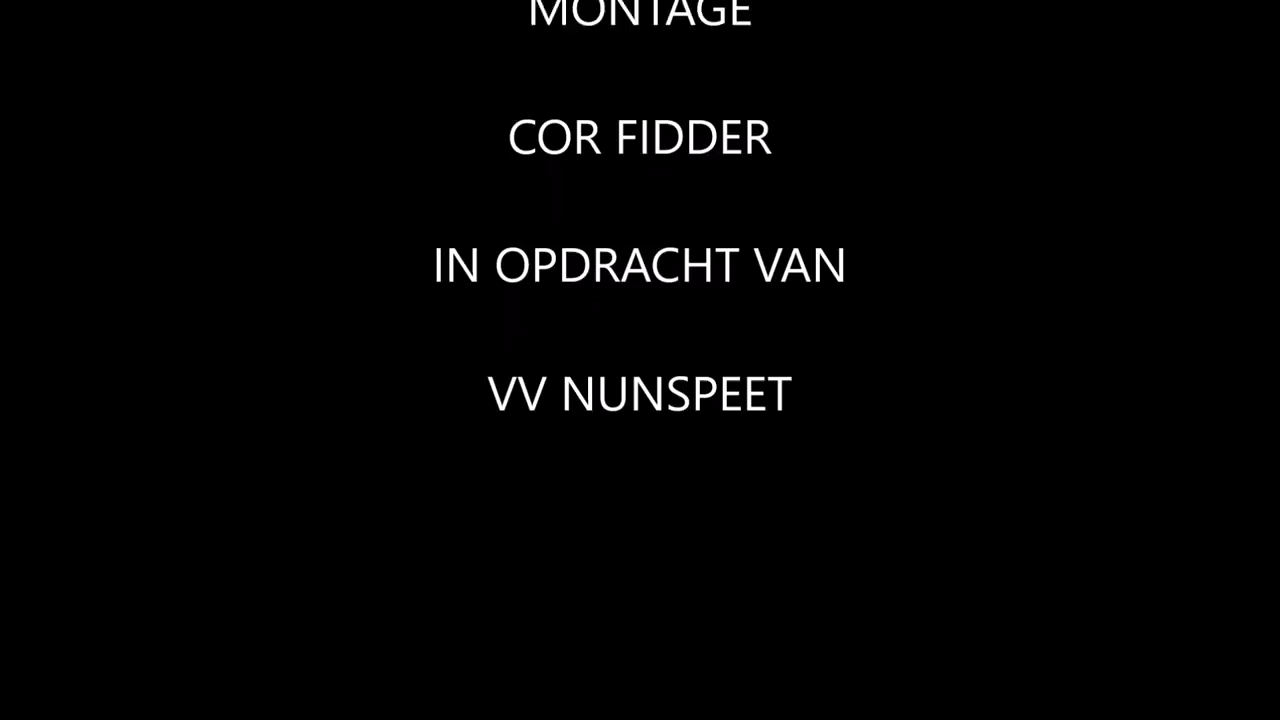 MONTAGE
COR FIDDER
IN OPDRACHT VAN
VV NUNSPEET